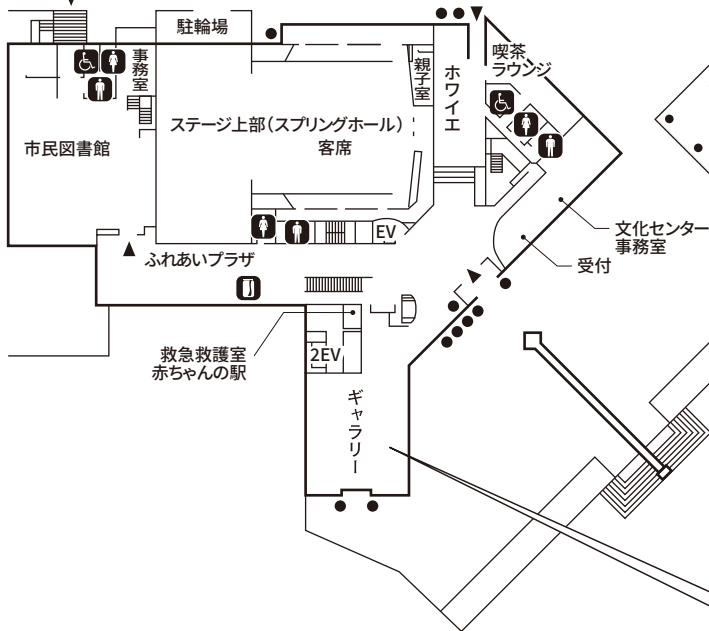 駐輪場
事務室
親子室
ホワイエ
喫茶
ラウンジ
市民図書館
ステージ上部(スプリングホール)
客席
EV
ふれあいプラザ
文化センター
事務室
受付
救急救護室
赤ちゃんの駅
2EV
ギャラリー